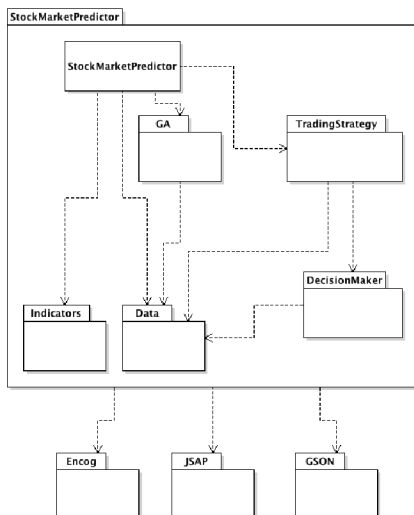 StockMarketPredictor
StockMarketPredictor
GA
TradingStrategy
DecisionMaker
Indicators
Data
Encog
JSAP
GSON